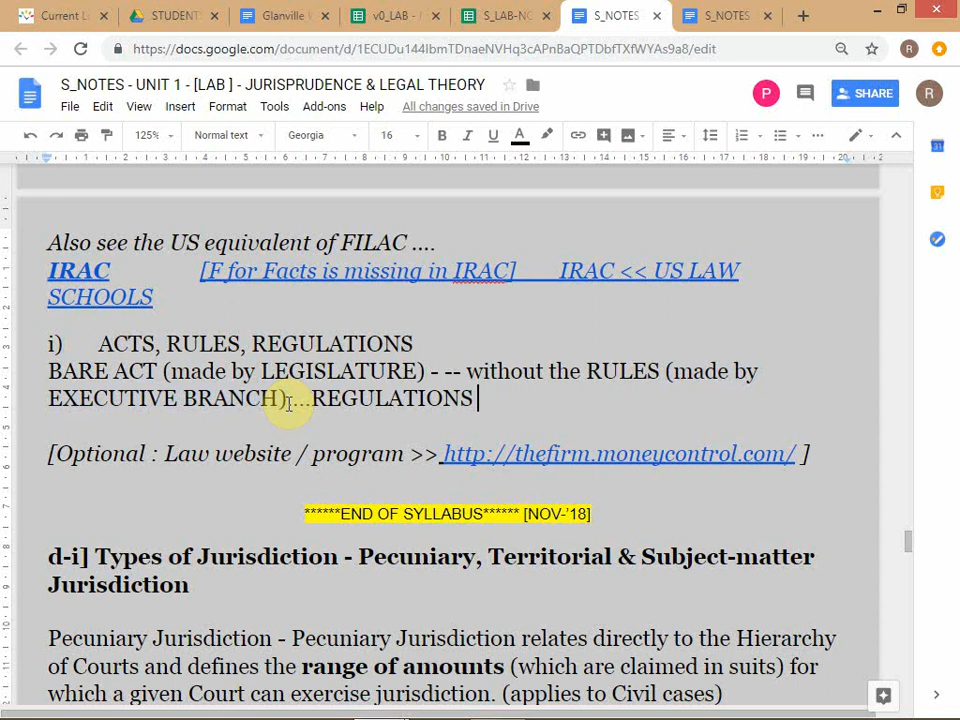 Current L
STUDENT
Glanville W
v0_LAB - A
S_LAB-NO
S_NOTES
S_NOTES
https://docs.google.com/document/d/1ECUDu144IbmTDnaeNVHq3cAPnBaQPTDbfTXfWYAs9a8/edit
R
S_NOTES - UNIT 1 - [LAB ] - JURISPRUDENCE & LEGAL THEORY
File Edit View Insert Format Tools Add-ons Help All changes saved in Drive
P
SHARE
R
125% Normal text Georgia 16 B I U A
Also see the US equivalent of FILAC ....
IRAC [F for Facts is missing in IRAC] IRAC << US LAW
SCHOOLS
i) ACTS, RULES, REGULATIONS
BARE ACT (made by LEGISLATURE) - -- without the RULES (made by
EXECUTIVE BRANCH)....REGULATIONS
[Optional : Law website / program >> http://thefirm.moneycontrol.com/ ]
******END OF SYLLABUS****** [NOV-'18]
d-i] Types of Jurisdiction - Pecuniary, Territorial & Subject-matter
Jurisdiction
Pecuniary Jurisdiction - Pecuniary Jurisdiction relates directly to the Hierarchy
of Courts and defines the range of amounts (which are claimed in suits) for
which a given Court can exercise jurisdiction. (applies to Civil cases)